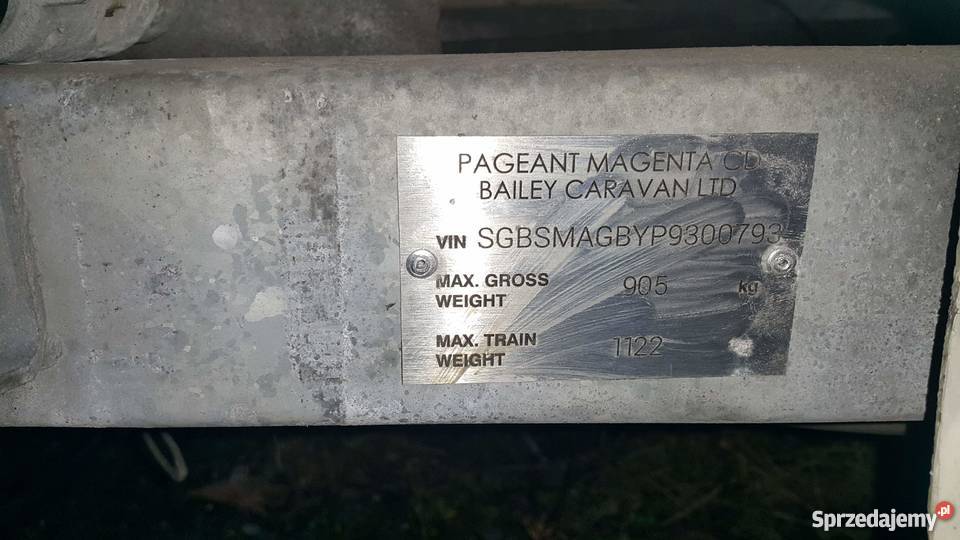 PAGEANT MAGENTA CD
BAILEY CARAVAN LTD
VIN SGBSMAGBYP9300793
MAX. GROSS WEIGHT 905 kg
MAX. TRAIN WEIGHT 1122
Sprzedajemy.pl